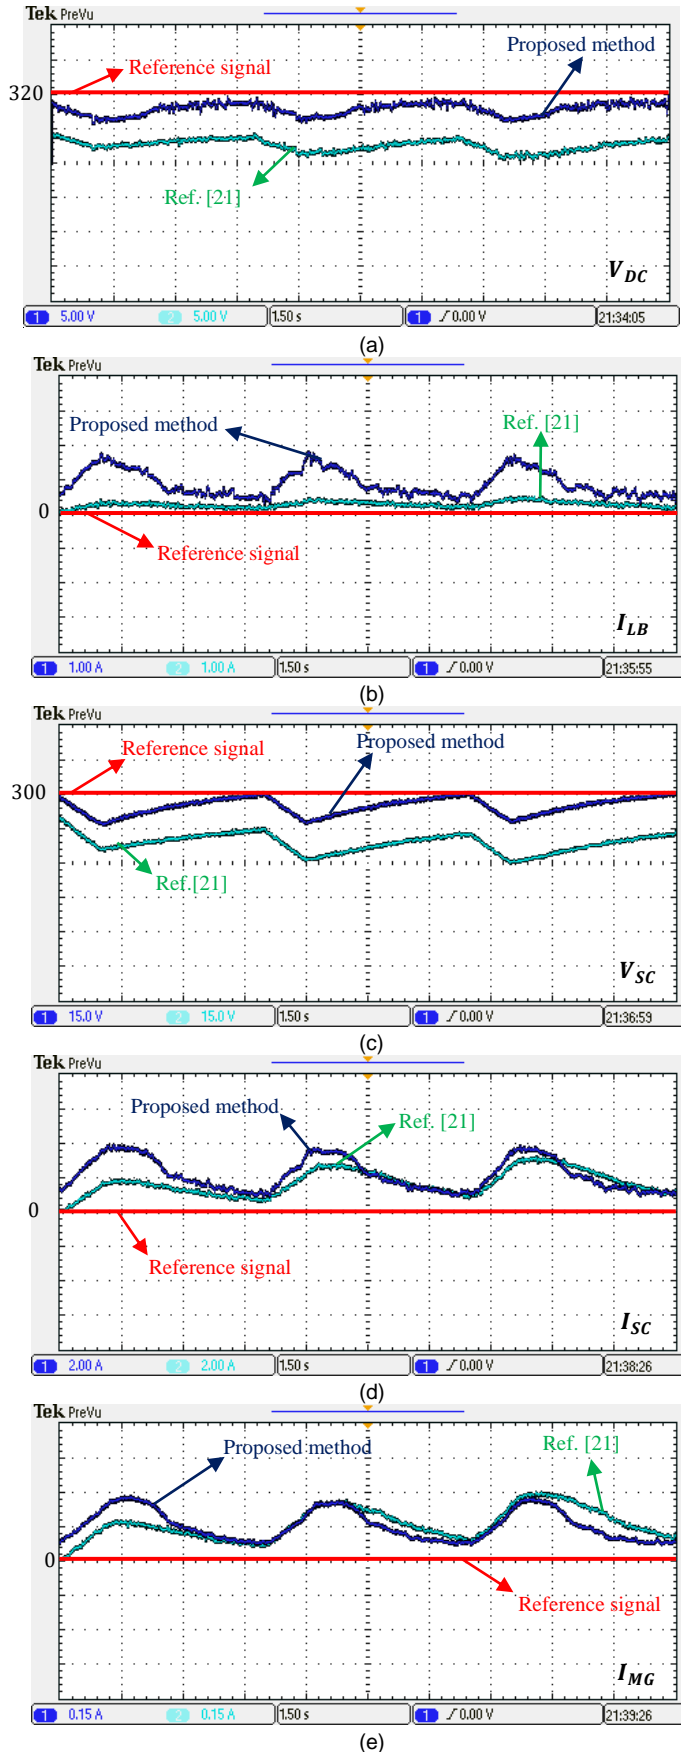 Tek PreVu
Proposed method
Reference signal
320
Ref. [21]
V_DC
1 5.00 V 2 5.00 V 1.50 s 1 0.00 V 21:34:05
(a)
Tek PreVu
Proposed method
Ref. [21]
0
Reference signal
I_LB
1 1.00 A 2 1.00 A 1.50 s 1 0.00 V 21:35:55
(b)
Tek PreVu
Reference signal
Proposed method
300
Ref.[21]
V_SC
1 15.0 V 2 15.0 V 1.50 s 1 0.00 V 21:36:59
(c)
Tek PreVu
Proposed method
Ref. [21]
0
Reference signal
I_SC
1 2.00 A 2 2.00 A 1.50 s 1 0.00 V 21:38:26
(d)
Tek PreVu
Proposed method
Ref. [21]
0
Reference signal
I_MG
1 0.15 A 2 0.15 A 1.50 s 1 0.00 V 21:39:26
(e)